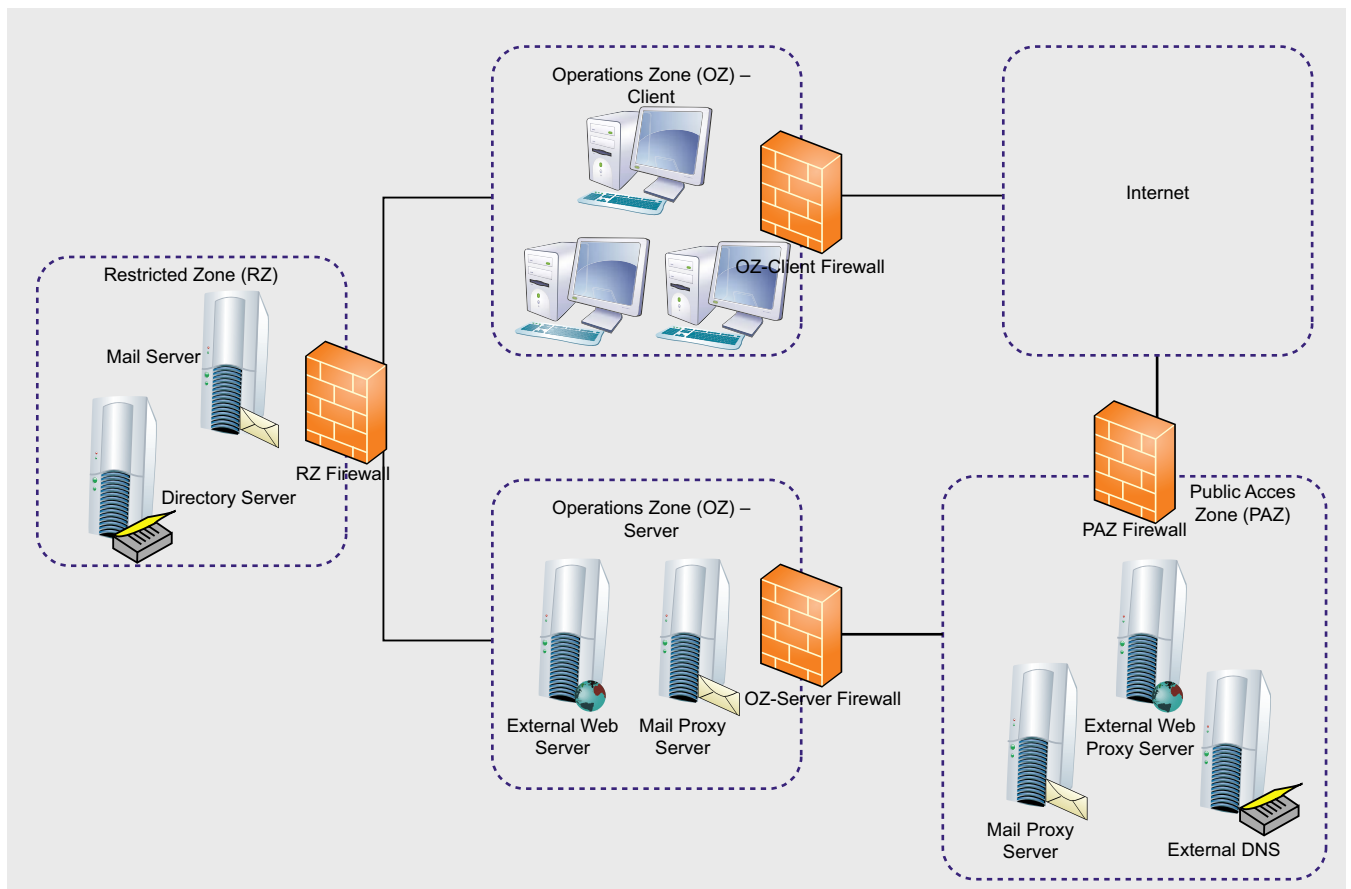 Operations Zone (OZ) –
Client
OZ-Client Firewall
Internet
Restricted Zone (RZ)
Mail Server
Directory Server
RZ Firewall
Operations Zone (OZ) –
Server
External Web
Server
Mail Proxy
Server
OZ-Server Firewall
PAZ Firewall
Public Acces
Zone (PAZ)
External Web
Proxy Server
Mail Proxy
Server
External DNS